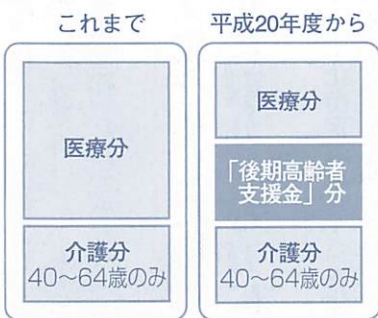 これまで
医療分
介護分
40～64歳のみ
平成20年度から
医療分
「後期高齢者
支援金」分
介護分
40～64歳のみ